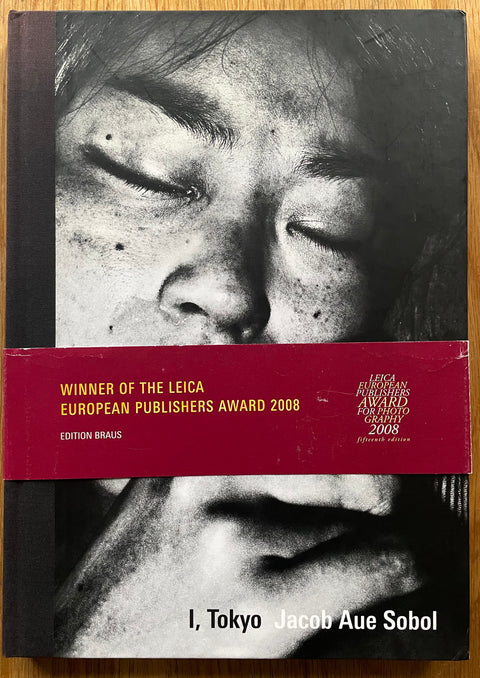 WINNER OF THE LEICA
EUROPEAN PUBLISHERS AWARD 2008
EDITION BRAUS
LEICA
EUROPEAN
PUBLISHERS
AWARD
FOR PHOTO
GRAPHY
2008
fifteenth edition
I, Tokyo Jacob Aue Sobol